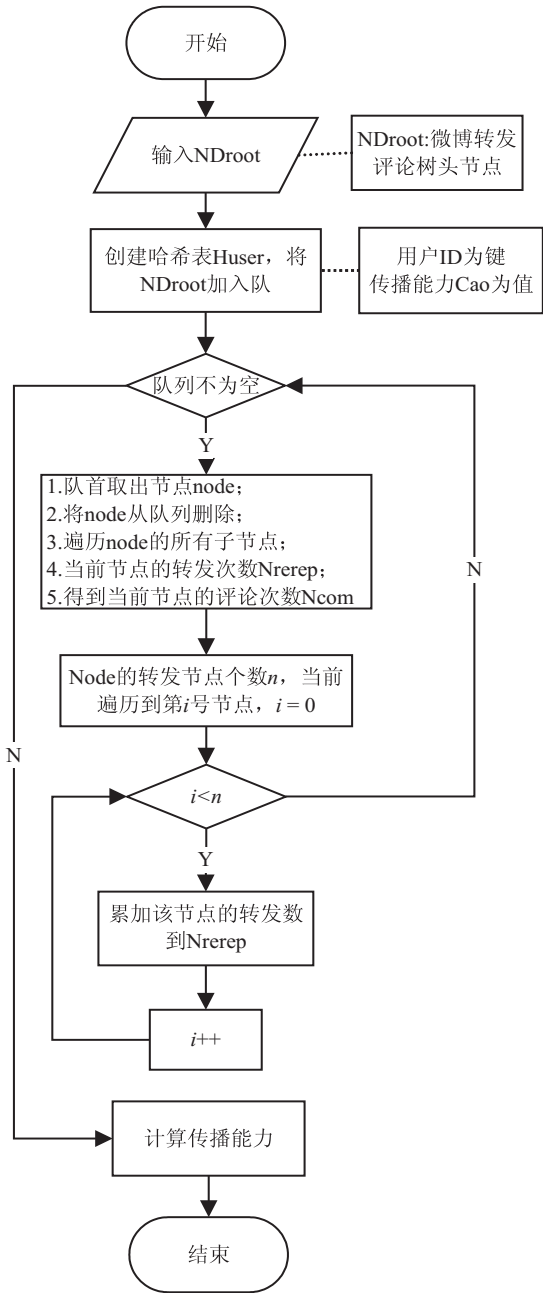 开始
输入NDroot
NDroot:微博转发
评论树头节点
创建哈希表Huser，将
NDroot加入队
用户ID为键
传播能力Cao为值
队列不为空
Y
1.队首取出节点node；
2.将node从队列删除；
3.遍历node的所有子节点；
4.当前节点的转发次数Nrerep；
5.得到当前节点的评论次数Ncom
N
Node的转发节点个数n，当前
遍历到第i号节点，i = 0
N
i<n
Y
累加该节点的转发数
到Nrerep
i++
计算传播能力
结束